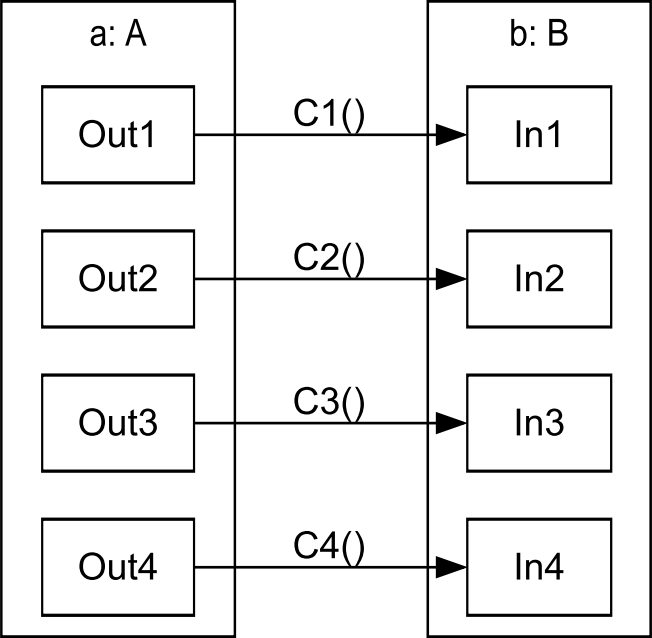 a: A
b: B
Out1
C1()
In1
Out2
C2()
In2
Out3
C3()
In3
Out4
C4()
In4